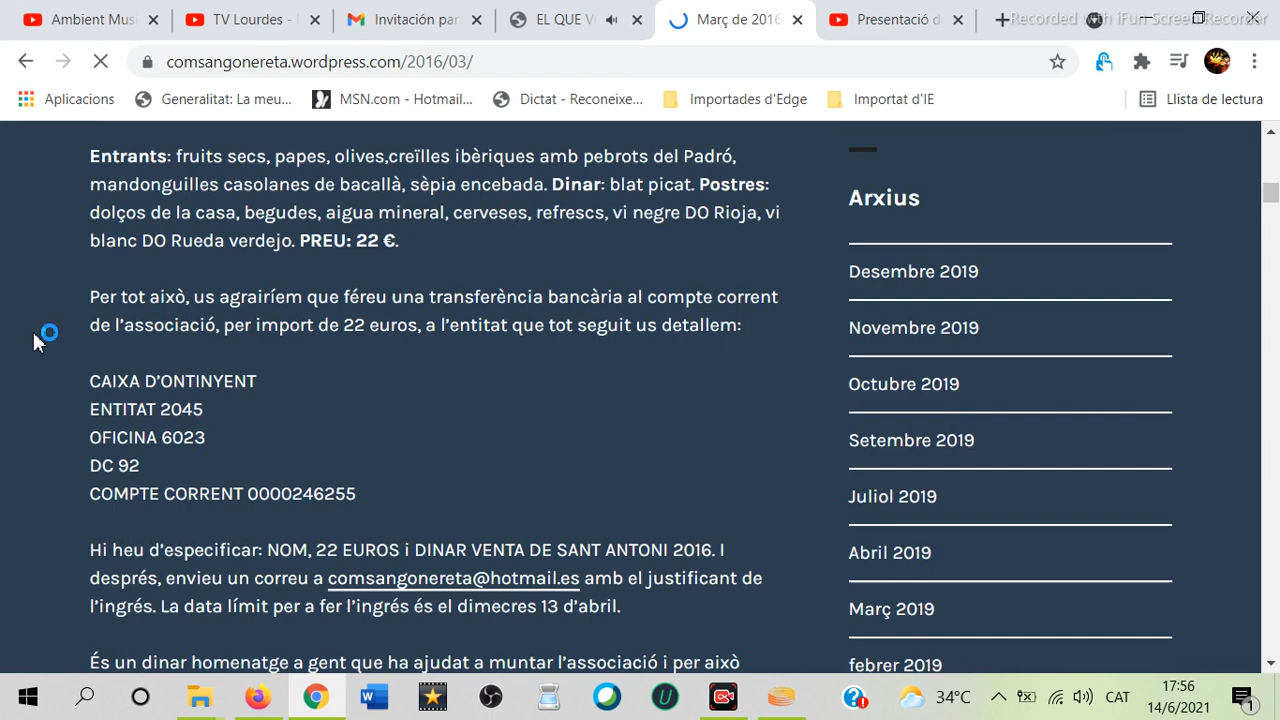 Ambient Mus
TV Lourdes -
Invitación par
EL QUE V
Març de 2016
Presentació d
Recorded with iFun Screen Recorder
comsangonereta.wordpress.com/2016/03/
Aplicacions
Generalitat: La meu...
MSN.com - Hotmail...
Dictat - Reconeixe...
Importades d'Edge
Importat d'IE
Llista de lectura
Entrants: fruits secs, papes, olives,creïlles ibèriques amb pebrots del Padró,
mandonguilles casolanes de bacallà, sèpia encebada. Dinar: blat picat. Postres:
dolços de la casa, begudes, aigua mineral, cerveses, refrescs, vi negre DO Rioja, vi
blanc DO Rueda verdejo. PREU: 22 €.
Per tot això, us agrairíem que féreu una transferència bancària al compte corrent
de l’associació, per import de 22 euros, a l’entitat que tot seguit us detallem:
CAIXA D’ONTINYENT
ENTITAT 2045
OFICINA 6023
DC 92
COMPTE CORRENT 0000246255
Hi heu d’especificar: NOM, 22 EUROS i DINAR VENTA DE SANT ANTONI 2016. I
després, envieu un correu a comsangonereta@hotmail.es amb el justificant de
l’ingrés. La data límit per a fer l’ingrés és el dimecres 13 d’abril.
És un dinar homenatge a gent que ha ajudat a muntar l’associació i per això
Arxius
Desembre 2019
Novembre 2019
Octubre 2019
Setembre 2019
Juliol 2019
Abril 2019
Març 2019
febrer 2019
34°C
CAT
17:56
14/6/2021
1